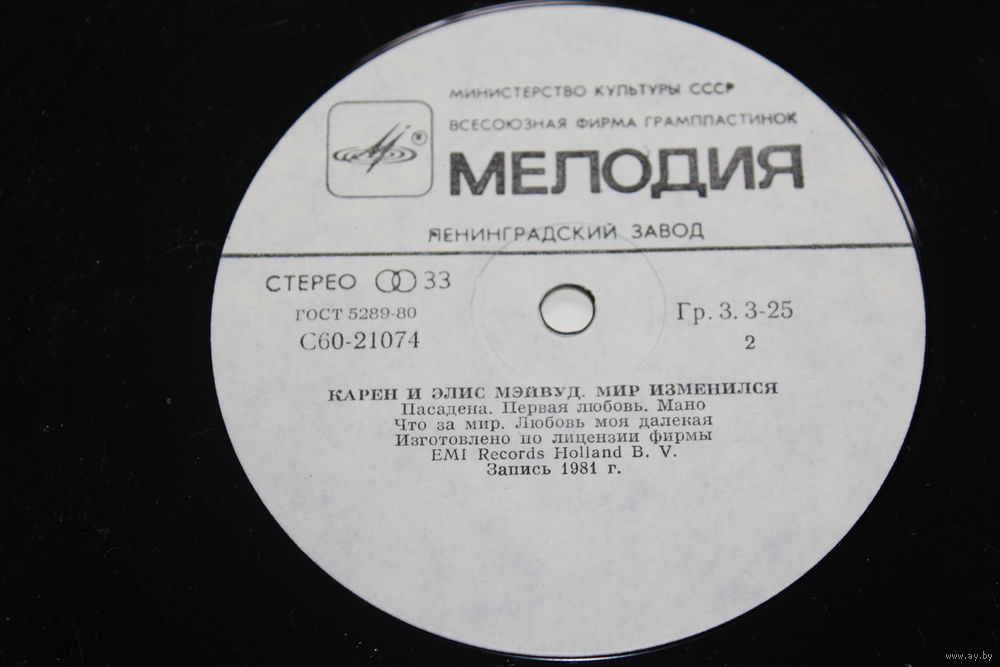 МИНИСТЕРСТВО КУЛЬТУРЫ СССР
ВСЕСОЮЗНАЯ ФИРМА ГРАМПЛАСТИНОК
МЕЛОДИЯ
ЛЕНИНГРАДСКИЙ ЗАВОД
СТЕРЕО 33
ГОСТ 5289-80
С60-21074
Гр. 3. 3-25
2
КАРЕН И ЭЛИС МЭЙВУД. МИР ИЗМЕНИЛСЯ
Пасадена. Первая любовь. Мано
Что за мир. Любовь моя далекая
Изготовлено по лицензии фирмы
EMI Records Holland B. V.
Запись 1981 г.
www.ay.by